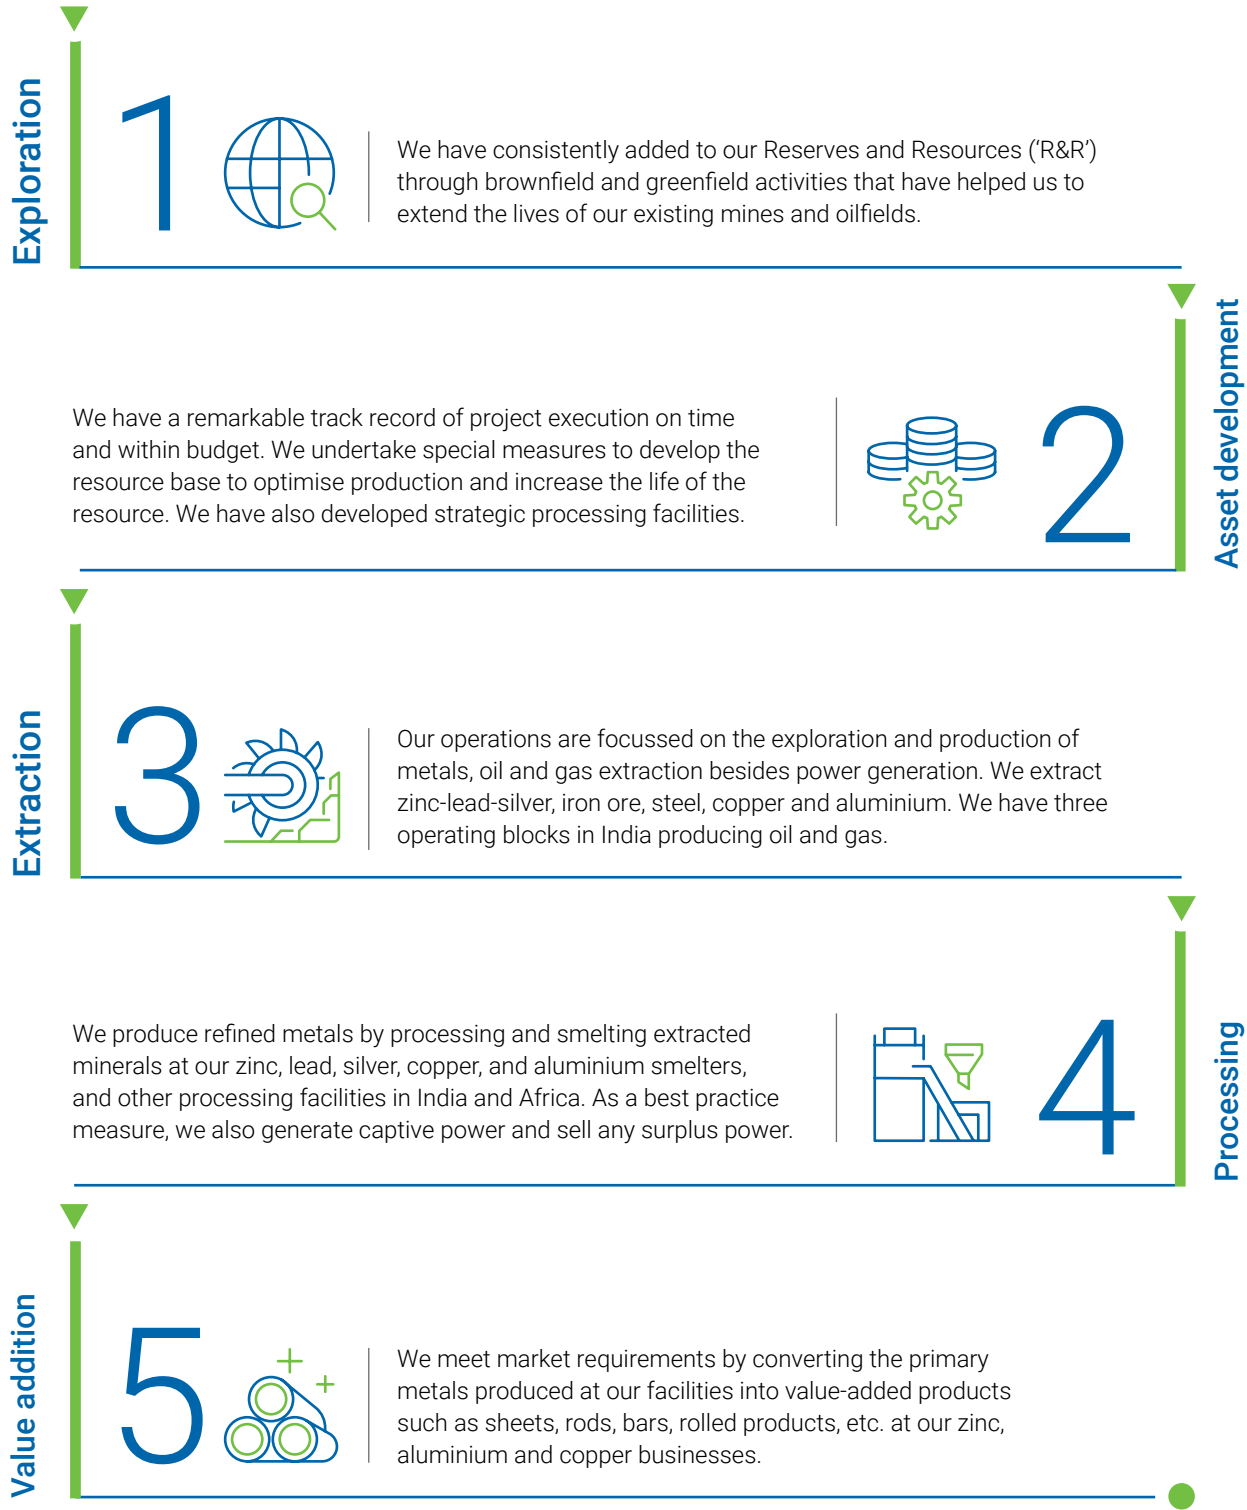 Exploration
1
We have consistently added to our Reserves and Resources (‘R&R’)
through brownfield and greenfield activities that have helped us to
extend the lives of our existing mines and oilfields.
Asset development
2
We have a remarkable track record of project execution on time
and within budget. We undertake special measures to develop the
resource base to optimise production and increase the life of the
resource. We have also developed strategic processing facilities.
Extraction
3
Our operations are focussed on the exploration and production of
metals, oil and gas extraction besides power generation. We extract
zinc-lead-silver, iron ore, steel, copper and aluminium. We have three
operating blocks in India producing oil and gas.
Processing
4
We produce refined metals by processing and smelting extracted
minerals at our zinc, lead, silver, copper, and aluminium smelters,
and other processing facilities in India and Africa. As a best practice
measure, we also generate captive power and sell any surplus power.
Value addition
5
We meet market requirements by converting the primary
metals produced at our facilities into value-added products
such as sheets, rods, bars, rolled products, etc. at our zinc,
aluminium and copper businesses.